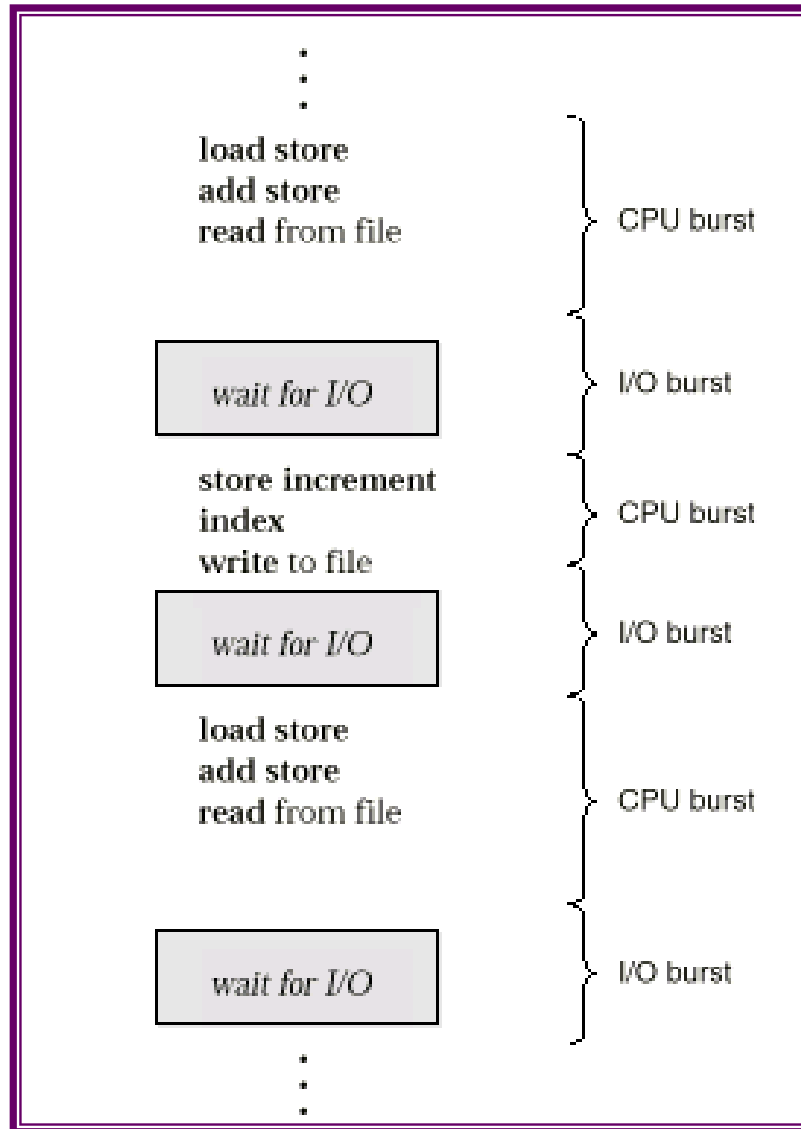 load store
add store
read from file
CPU burst
wait for I/O
I/O burst
store increment
index
write to file
CPU burst
wait for I/O
I/O burst
load store
add store
read from file
CPU burst
wait for I/O
I/O burst